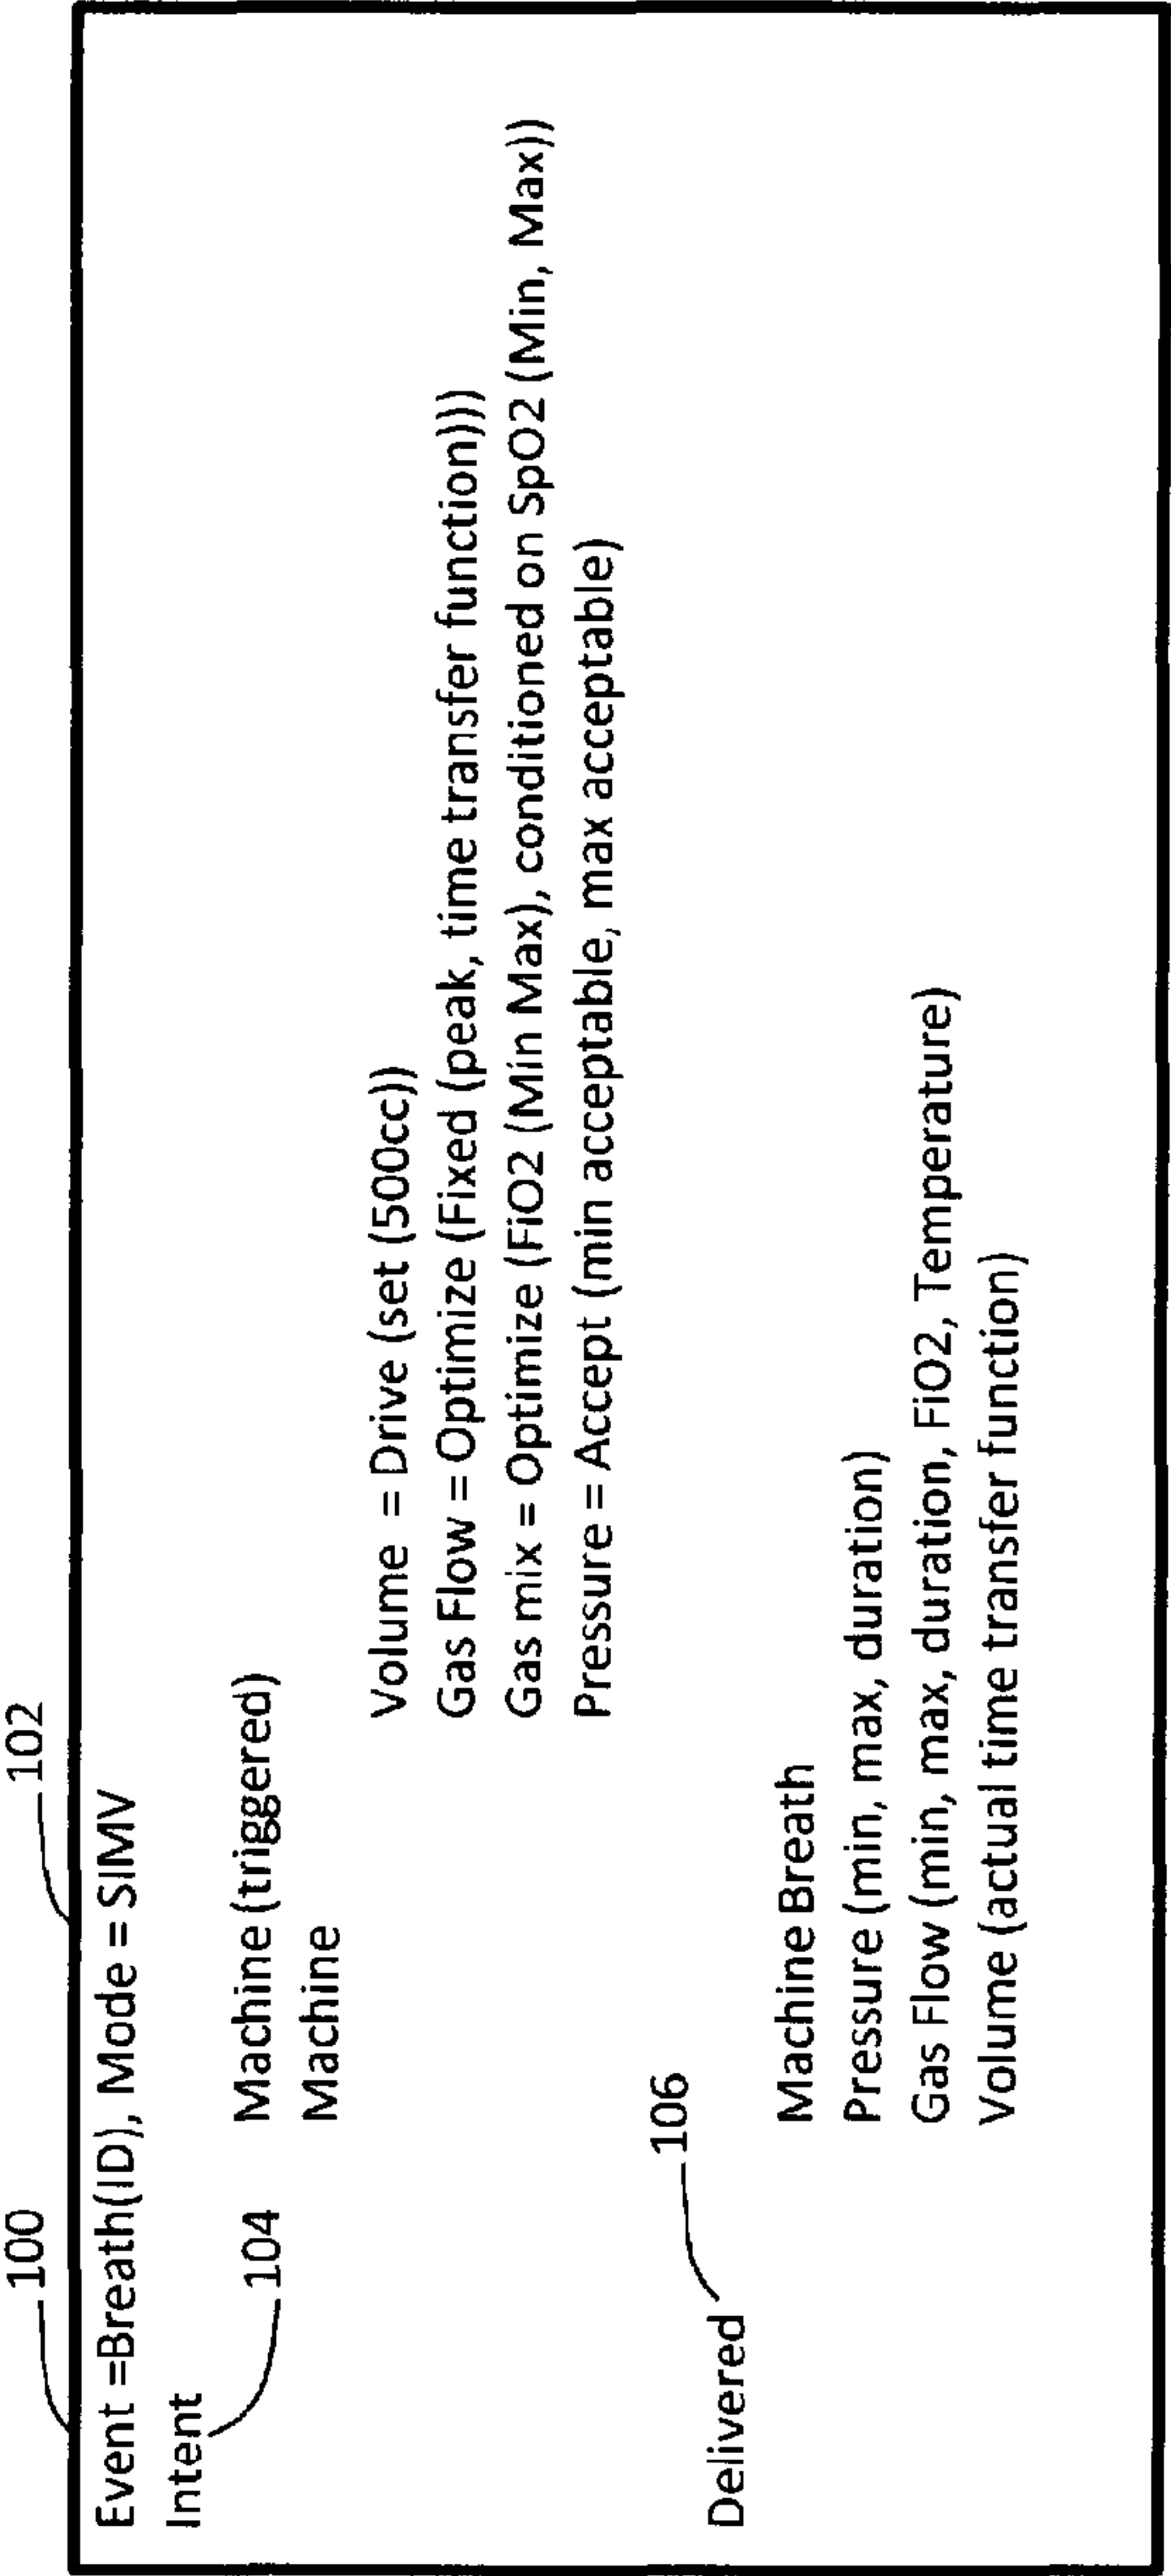 100 102
Event =Breath(ID), Mode = SIMV
Intent
104
Machine (triggered)
Machine
Volume = Drive (set (500cc))
Gas Flow = Optimize (Fixed (peak, time transfer function)))
Gas mix = Optimize (FiO2 (Min Max), conditioned on SpO2 (Min, Max))
Pressure = Accept (min acceptable, max acceptable)
106
Delivered
Machine Breath
Pressure (min, max, duration)
Gas Flow (min, max, duration, FiO2, Temperature)
Volume (actual time transfer function)